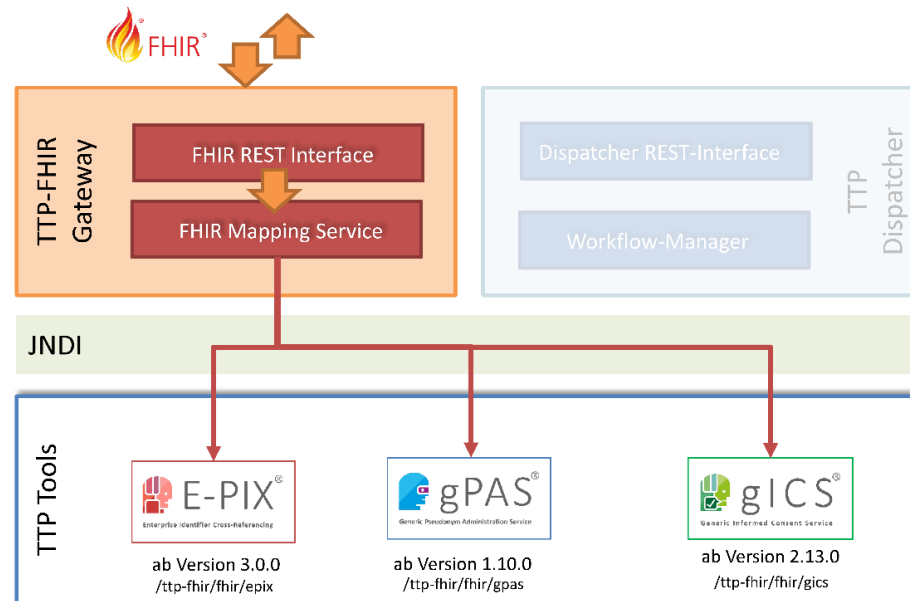 FHIR®
TTP-FHIR
Gateway
FHIR REST Interface
FHIR Mapping Service
Dispatcher REST-Interface
Workflow-Manager
TTP
Dispatcher
JNDI
TTP Tools
E-PIX®
Enterprise Identifier Cross-Referencing
ab Version 3.0.0
/ttp-fhir/fhir/epix
gPAS®
Generic Pseudonym Administration Service
ab Version 1.10.0
/ttp-fhir/fhir/gpas
gICS®
Generic Informed Consent Service
ab Version 2.13.0
/ttp-fhir/fhir/gics